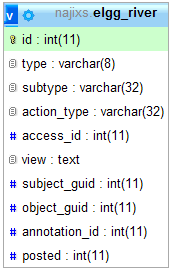 v najixs.elgg_river
id : int(11)
type : varchar(8)
subtype : varchar(32)
action_type : varchar(32)
# access_id : int(11)
view : text
# subject_guid : int(11)
# object_guid : int(11)
# annotation_id : int(11)
# posted : int(11)